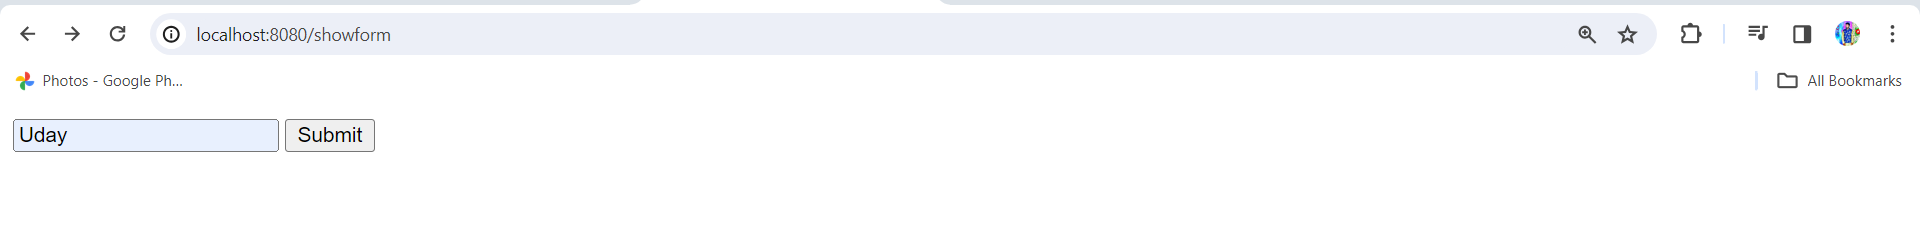 localhost:8080/showform
Photos - Google Ph...
All Bookmarks
Uday
Submit